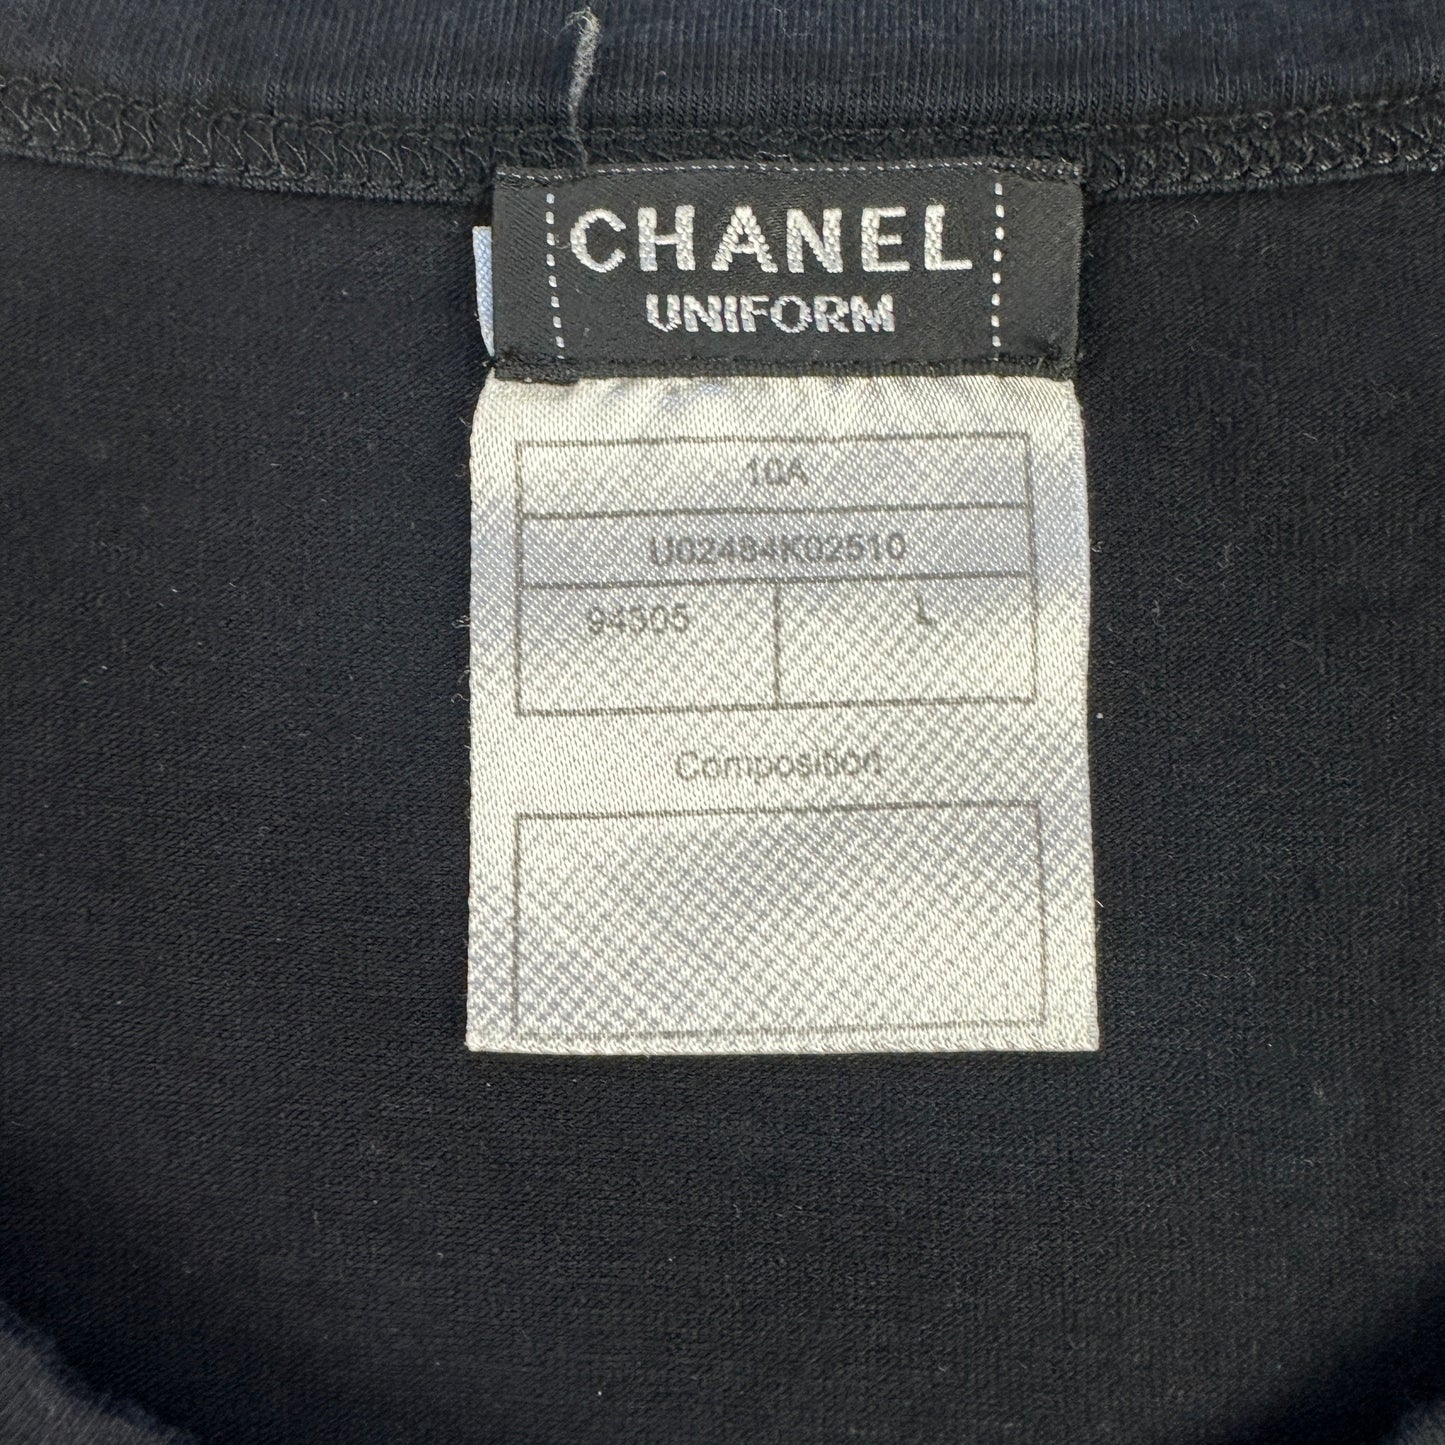 CHANEL
UNIFORM
10A
U02484K02510
94305 L
Composition